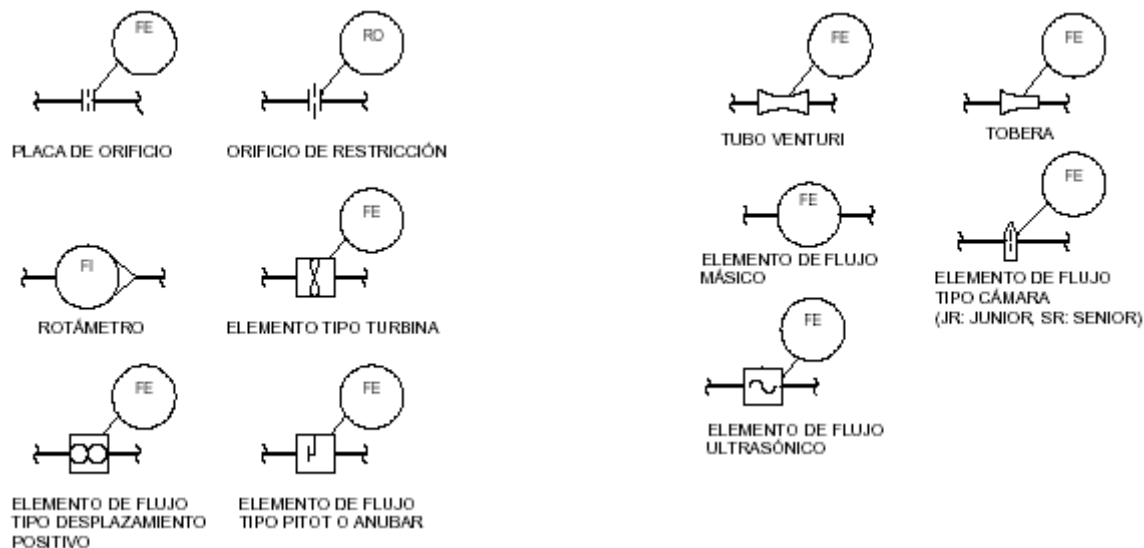 FE
RO
FE
FE
PLACA DE ORIFICIO
ORIFICIO DE RESTRICCIÓN
TUBO VENTURI
TOBERA
FE
FE
FE
FI
ROTÁMETRO
ELEMENTO TIPO TURBINA
ELEMENTO DE FLUJO
MÁSICO
ELEMENTO DE FLUJO
TIPO CÁMARA
(JR: JUNIOR, SR: SENIOR)
FE
FE
FE
ELEMENTO DE FLUJO
TIPO DESPLAZAMIENTO
POSITIVO
ELEMENTO DE FLUJO
TIPO PITOT O ANUBAR
ELEMENTO DE FLUJO
ULTRASÓNICO